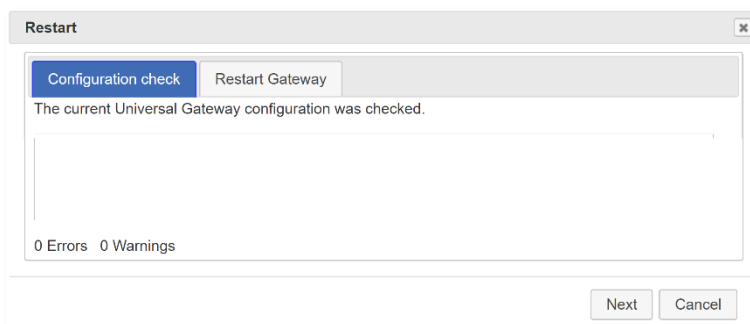 Restart
Configuration check Restart Gateway
The current Universal Gateway configuration was checked.
0 Errors 0 Warnings
Next Cancel